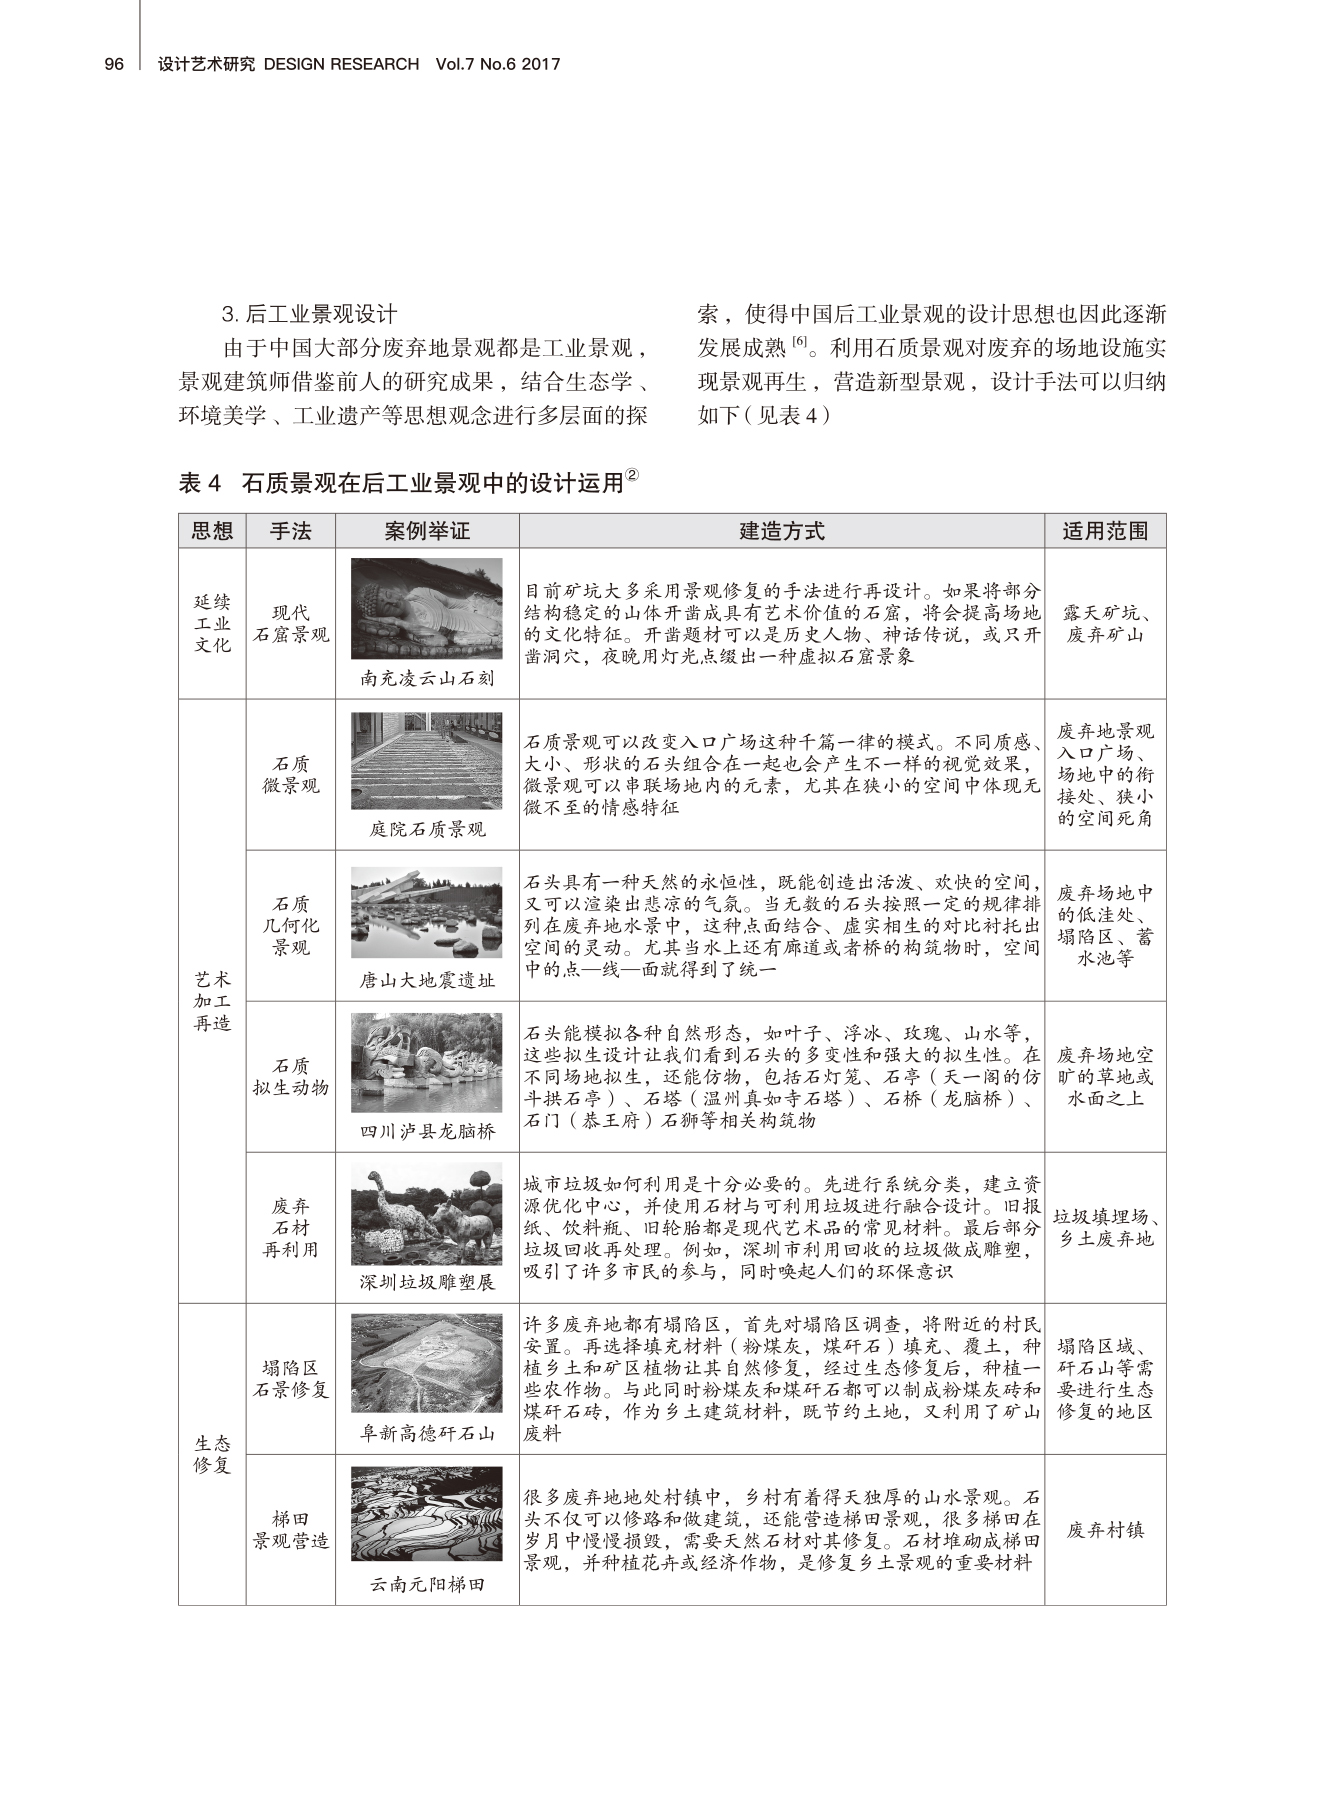 96 设计艺术研究 DESIGN RESEARCH Vol.7 No.6 2017
3. 后工业景观设计
由于中国大部分废弃地景观都是工业景观，
景观建筑师借鉴前人的研究成果，结合生态学、
环境美学、工业遗产等思想观念进行多层面的探
索，使得中国后工业景观的设计思想也因此逐渐
发展成熟[6]。利用石质景观对废弃的场地设施实
现景观再生，营造新型景观，设计手法可以归纳
如下（见表4）
表4 石质景观在后工业景观中的设计运用②
思想 手法 案例举证 建造方式 适用范围
延续
工业
文化
现代
石窟景观
南充凌云山石刻
目前矿坑大多采用景观修复的手法进行再设计。如果将部分
结构稳定的山体开凿成具有艺术价值的石窟，将会提高场地
的文化特征。开凿题材可以是历史人物、神话传说，或只开
凿洞穴，夜晚用灯光点缀出一种虚拟石窟景象
露天矿坑、
废弃矿山
艺术
加工
再造
石质
微景观
庭院石质景观
石质景观可以改变入口广场这种千篇一律的模式。不同质感、
大小、形状的石头组合在一起也会产生不一样的视觉效果，
微景观可以串联场地内的元素，尤其在狭小的空间中体现无
微不至的情感特征
废弃地景观
入口广场、
场地中的衔
接处、狭小
的空间死角
石质
几何化
景观
唐山大地震遗址
石头具有一种天然的永恒性，既能创造出活泼、欢快的空间，
又可以渲染出悲凉的气氛。当无数的石头按照一定的规律排
列在废弃地水景中，这种点面结合、虚实相生的对比衬托出
空间的灵动。尤其当水上还有廊道或者桥的构筑物时，空间
中的点—线—面就得到了统一
废弃场地中
的低洼处、
塌陷区、蓄
水池等
石质
拟生动物
四川泸县龙脑桥
石头能模拟各种自然形态，如叶子、浮冰、玫瑰、山水等，
这些拟生设计让我们看到石头的多变性和强大的拟生性。在
不同场地拟生，还能仿物，包括石灯笼、石亭（天一阁的仿
斗拱石亭）、石塔（温州真如寺石塔）、石桥（龙脑桥）、
石门（恭王府）石狮等相关构筑物
废弃场地空
旷的草地或
水面之上
废弃
石材
再利用
深圳垃圾雕塑展
城市垃圾如何利用是十分必要的。先进行系统分类，建立资
源优化中心，并使用石材与可利用垃圾进行融合设计。旧报
纸、饮料瓶、旧轮胎都是现代艺术品的常见材料。最后部分
垃圾回收再处理。例如，深圳市利用回收的垃圾做成雕塑，
吸引了许多市民的参与，同时唤起人们的环保意识
垃圾填埋场、
乡土废弃地
生态
修复
塌陷区
石景修复
阜新高德矸石山
许多废弃地都有塌陷区，首先对塌陷区调查，将附近的村民
安置。再选择填充材料（粉煤灰，煤矸石）填充、覆土，种
植乡土和矿区植物让其自然修复，经过生态修复后，种植一
些农作物。与此同时粉煤灰和煤矸石都可以制成粉煤灰砖和
煤矸石砖，作为乡土建筑材料，既节约土地，又利用了矿山
废料
塌陷区域、
矸石山等需
要进行生态
修复的地区
梯田
景观营造
云南元阳梯田
很多废弃地地处村镇中，乡村有着得天独厚的山水景观。石
头不仅可以修路和做建筑，还能营造梯田景观，很多梯田在
岁月中慢慢损毁，需要天然石材对其修复。石材堆砌成梯田
景观，并种植花卉或经济作物，是修复乡土景观的重要材料
废弃村镇